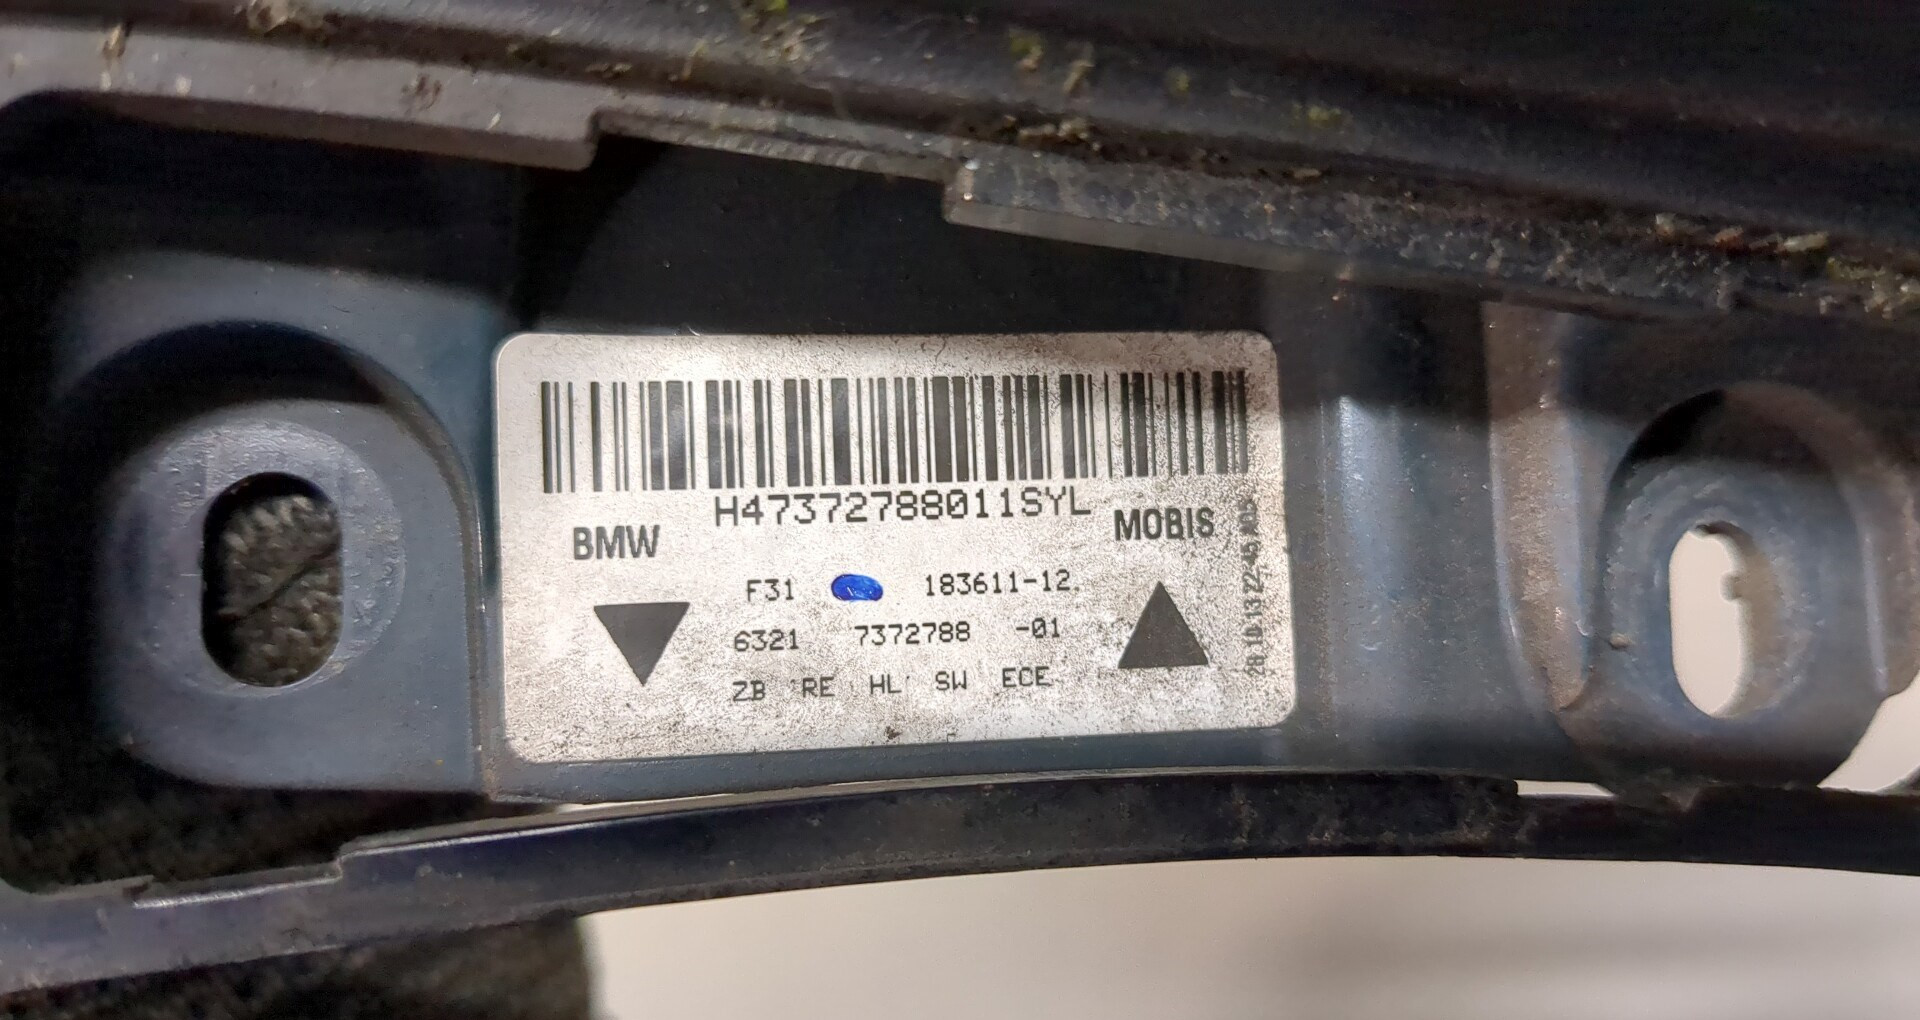 H47372788011SYL
BMW
MOBIS
F31 183611-12
6321 7372788 -01
ZB RE HL SW ECE